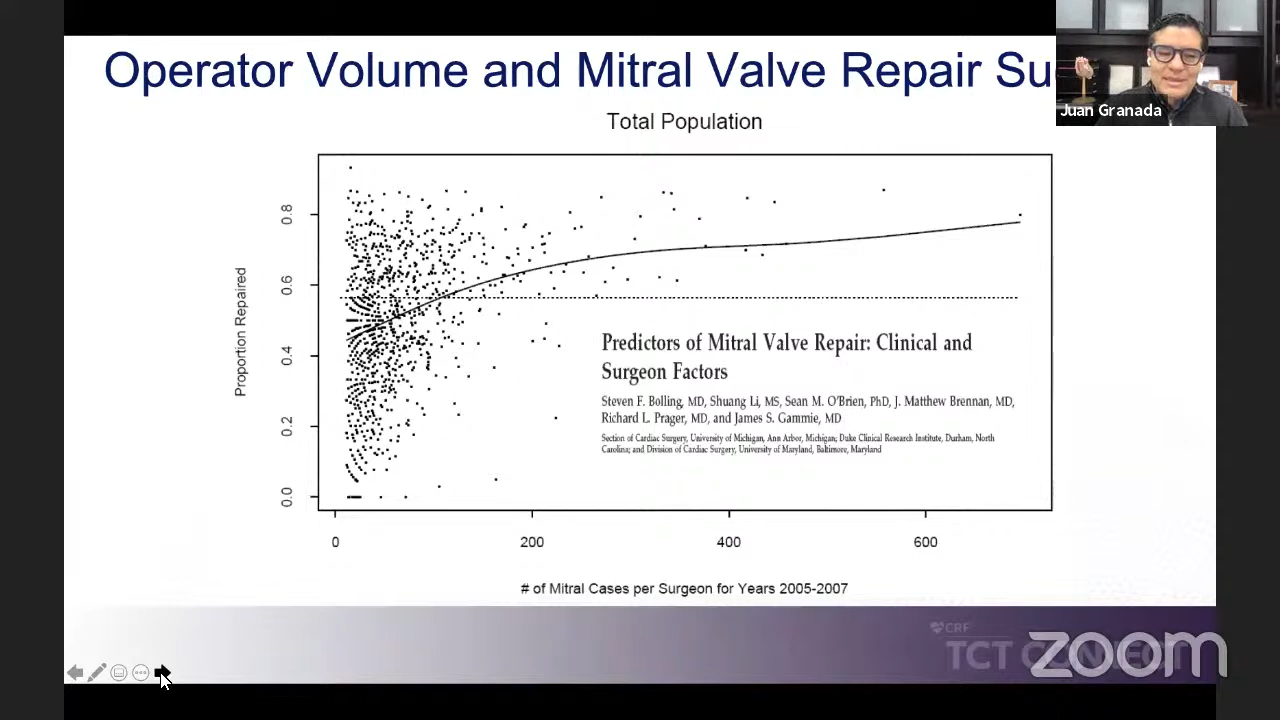 Operator Volume and Mitral Valve Repair Su
Juan Granada
Total Population
Proportion Repaired
0.8
0.6
0.4
0.2
0.0
Predictors of Mitral Valve Repair: Clinical and
Surgeon Factors
Steven F. Bolling, MD, Shuang Li, MS, Sean M. O'Brien, PhD, J. Matthew Brennan, MD,
Richard L. Prager, MD, and James S. Gammie, MD
Section of Cardiac Surgery, University of Michigan, Ann Arbor, Michigan; Duke Clinical Research Institute, Durham, North
Carolina; and Division of Cardiac Surgery, University of Maryland, Baltimore, Maryland
0 200 400 600
# of Mitral Cases per Surgeon for Years 2005-2007
CRF
TCT CONNECT
zoom